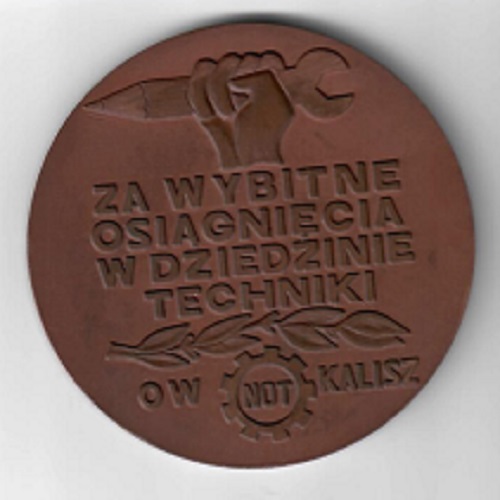 ZA WYBITNE
OSIĄGNIĘCIA
W DZIEDZINIE
TECHNIKI
OW NOT KALISZ